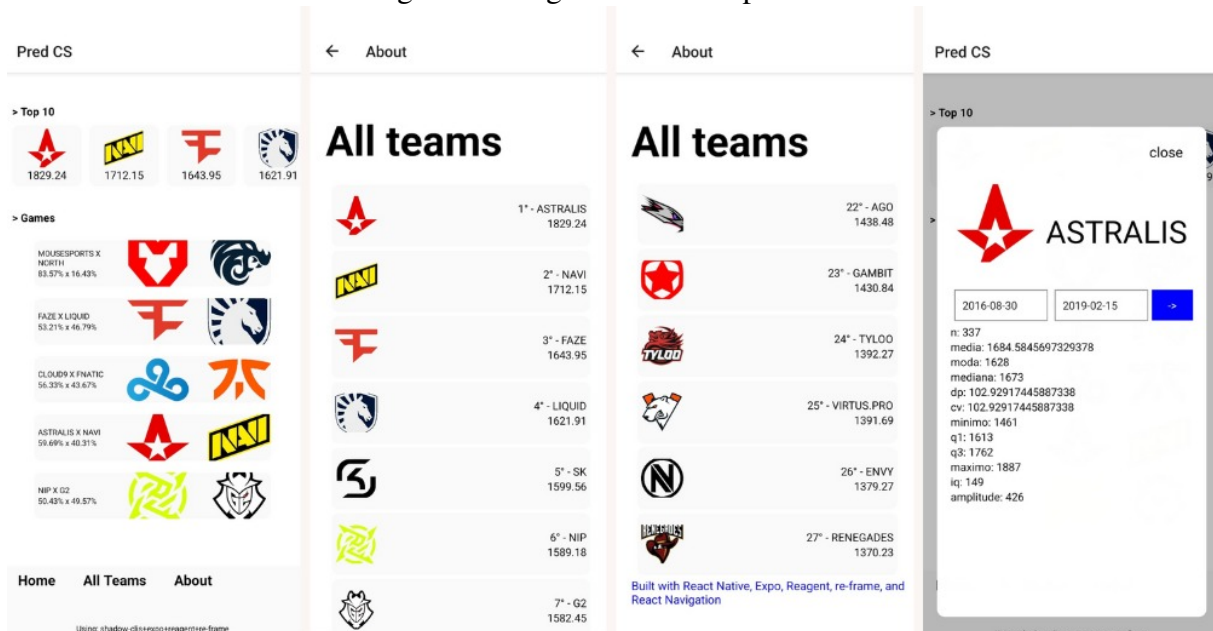 Pred CS
> Top 10
1829.24 1712.15 1643.95 1621.91
> Games
MOUSESPORTS X
NORTH
83.57% x 16.43%
FAZE X LIQUID
53.21% x 46.79%
CLOUD9 X FNATIC
56.33% x 43.67%
ASTRALIS X NAVI
59.69% x 40.31%
NIP X G2
50.43% x 49.57%
Home All Teams About
Using: shadow-cljs+expo+reagent+re-frame
← About
All teams
1° - ASTRALIS
1829.24
NAVI
2° - NAVI
1712.15
3° - FAZE
1643.95
4° - LIQUID
1621.91
5° - SK
1599.56
6° - NIP
1589.18
7° - G2
1582.45
← About
All teams
22° - AGO
1438.48
23° - GAMBIT
1430.84
TYLOO
24° - TYLOO
1392.27
25° - VIRTUS.PRO
1391.69
26° - ENVY
1379.27
RENEGADES
27° - RENEGADES
1370.23
Built with React Native, Expo, Reagent, re-frame, and
React Navigation
Pred CS
> Top 10
close
ASTRALIS
2016-08-30 2019-02-15 ->
n: 337
media: 1684.5845697329378
moda: 1628
mediana: 1673
dp: 102.92917445887338
cv: 102.92917445887338
minimo: 1461
q1: 1613
q3: 1762
maximo: 1887
iq: 149
amplitude: 426